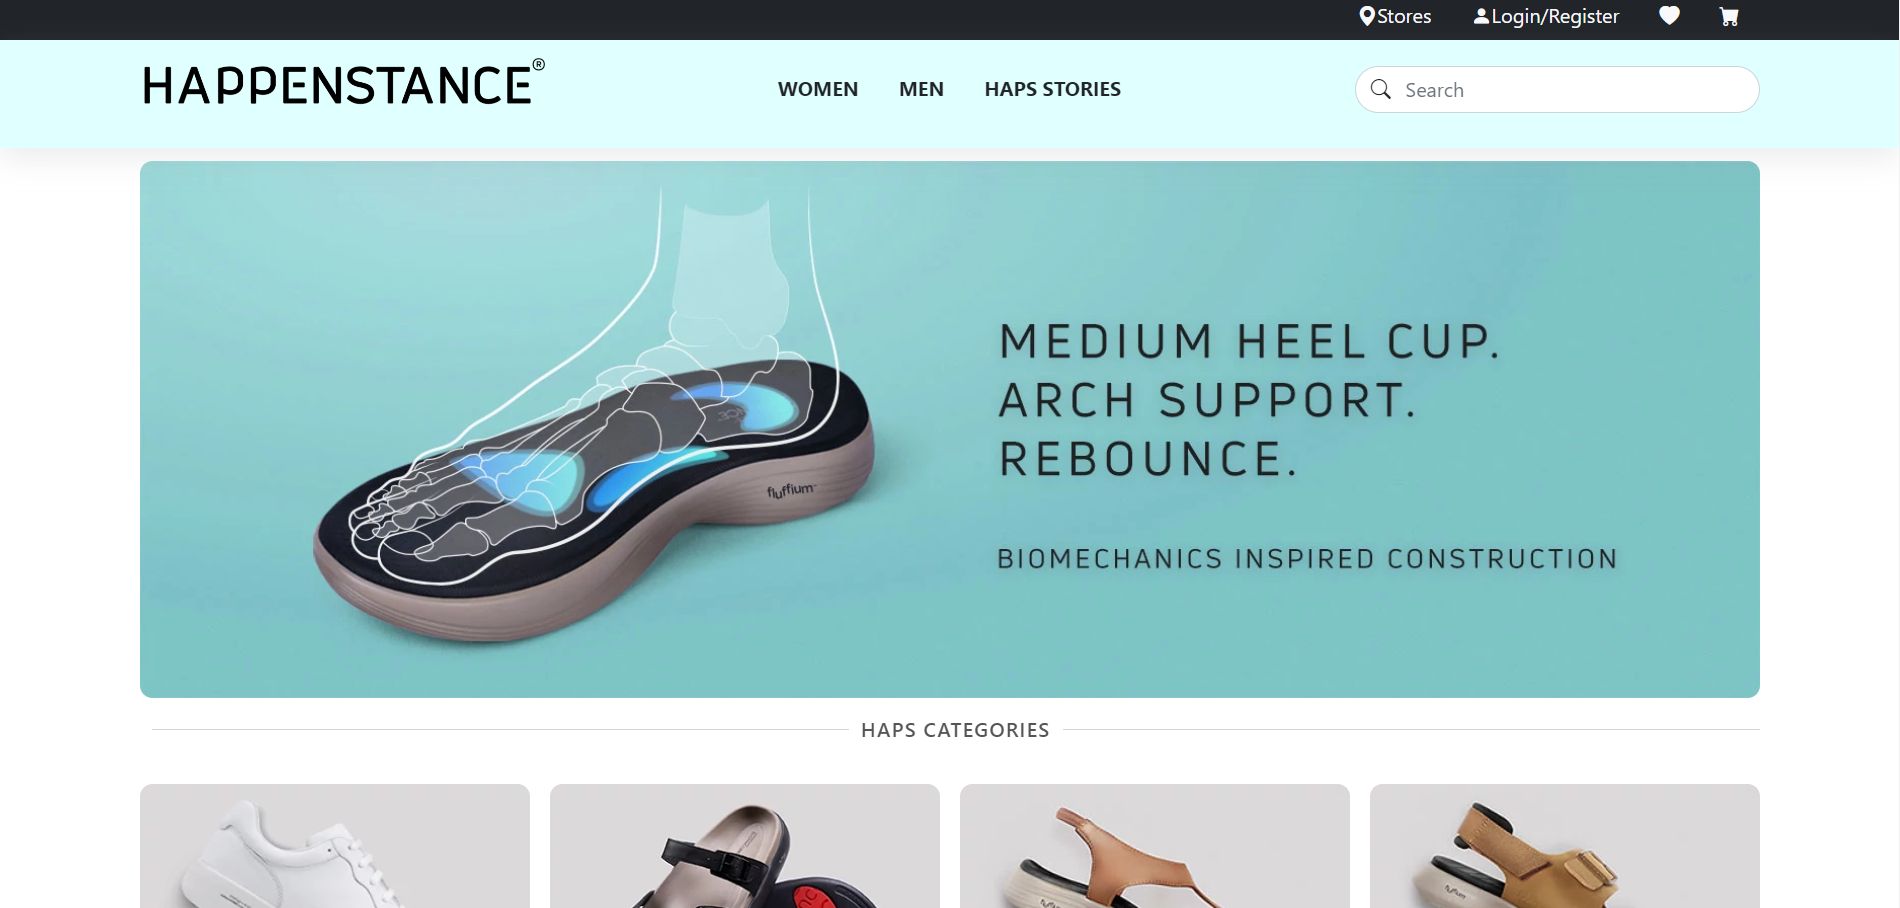 Stores
Login/Register
HAPPENSTANCE®
WOMEN
MEN
HAPS STORIES
Search
MEDIUM HEEL CUP.
ARCH SUPPORT.
REBOUNCE.
fluffium™
BIOMECHANICS INSPIRED CONSTRUCTION
HAPS CATEGORIES
fluffium